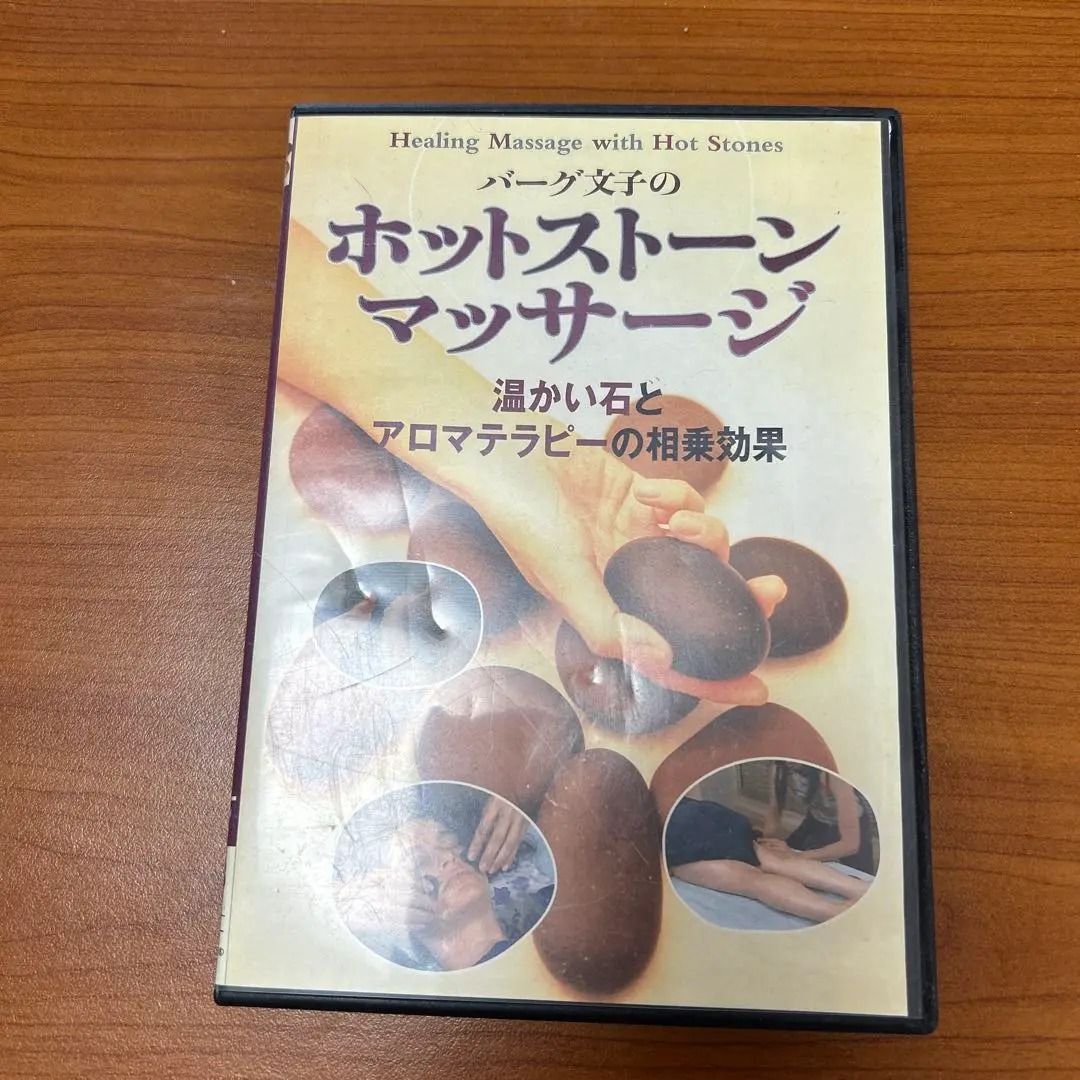 Healing Massage with Hot Stones
バーグ文子の
ホットストーン
マッサージ
温かい石と
アロマテラピーの相乗効果